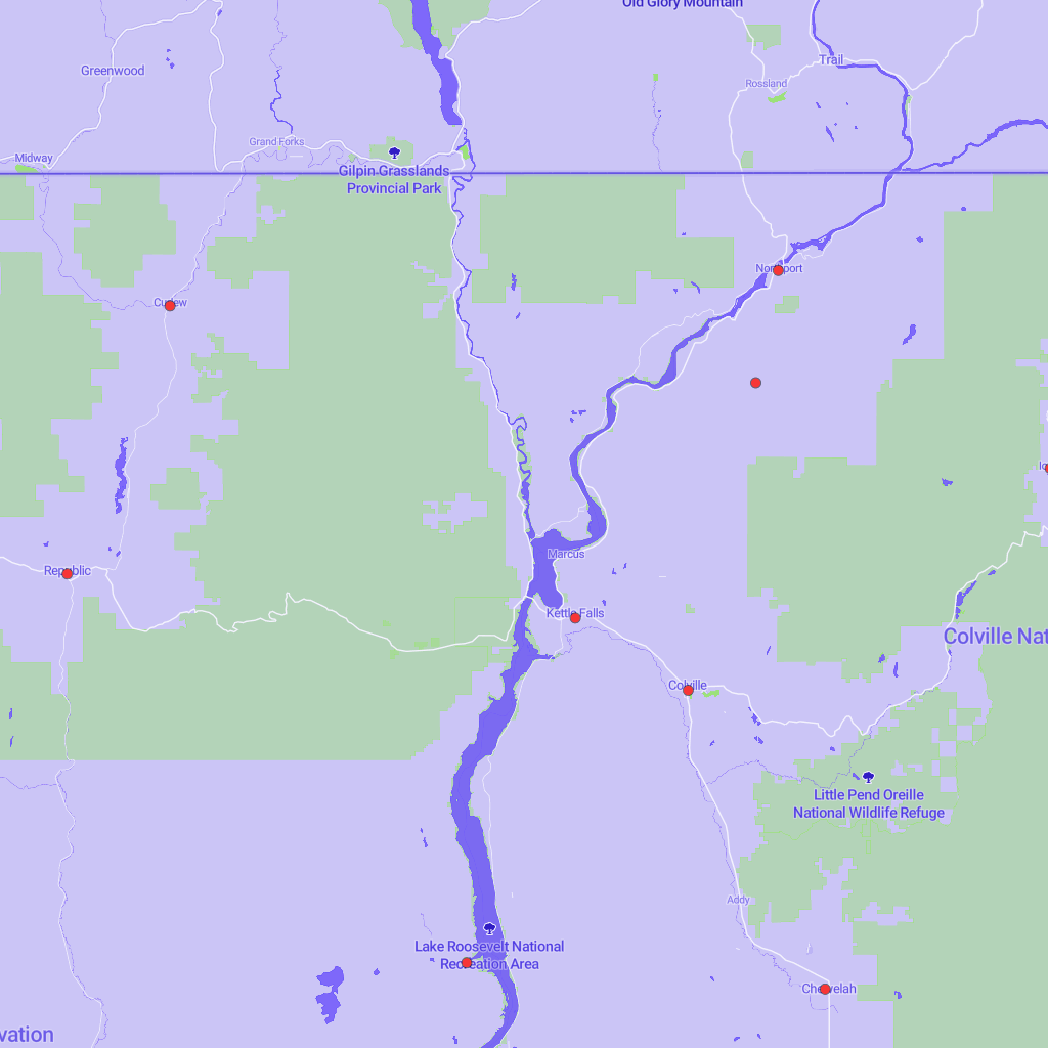 Old Glory Mountain
Trail
Greenwood
Rossland
Grand Forks
Midway
Gilpin Grasslands
Provincial Park
Northport
Curlew
Marcus
Republic
Kettle Falls
Colville Nat
Colville
Little Pend Oreille
National Wildlife Refuge
Addy
Lake Roosevelt National
Recreation Area
Chewelah
vation